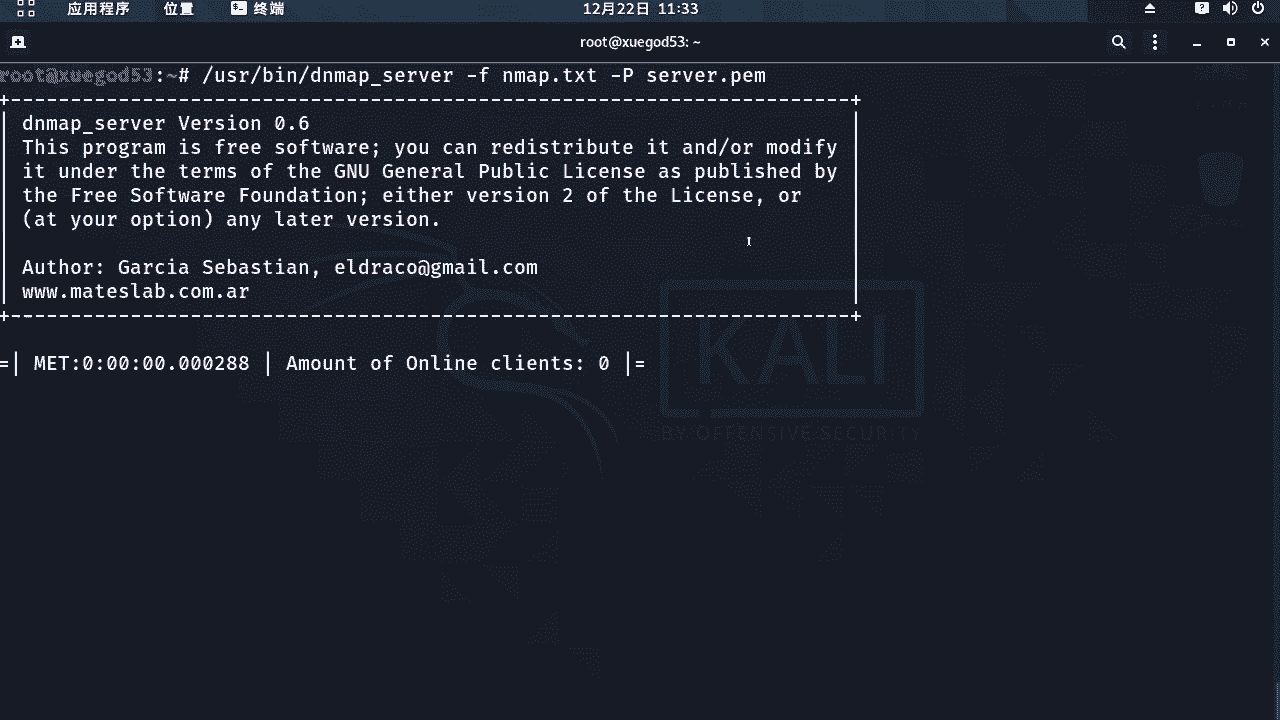 应用程序 位置 终端 12月22日 11:33
root@xuegod53: ~
root@xuegod53:~# /usr/bin/dnmap_server -f nmap.txt -P server.pem
+----------------------------------------------------------------------+
| dnmap_server Version 0.6 |
| This program is free software; you can redistribute it and/or modify |
| it under the terms of the GNU General Public License as published by |
| the Free Software Foundation; either version 2 of the License, or |
| (at your option) any later version. |
| Author: Garcia Sebastian, eldraco@gmail.com |
| www.mateslab.com.ar |
+----------------------------------------------------------------------+
=| MET:0:00:00.000288 | Amount of Online clients: 0 |=
KALI
BY OFFENSIVE SECURITY